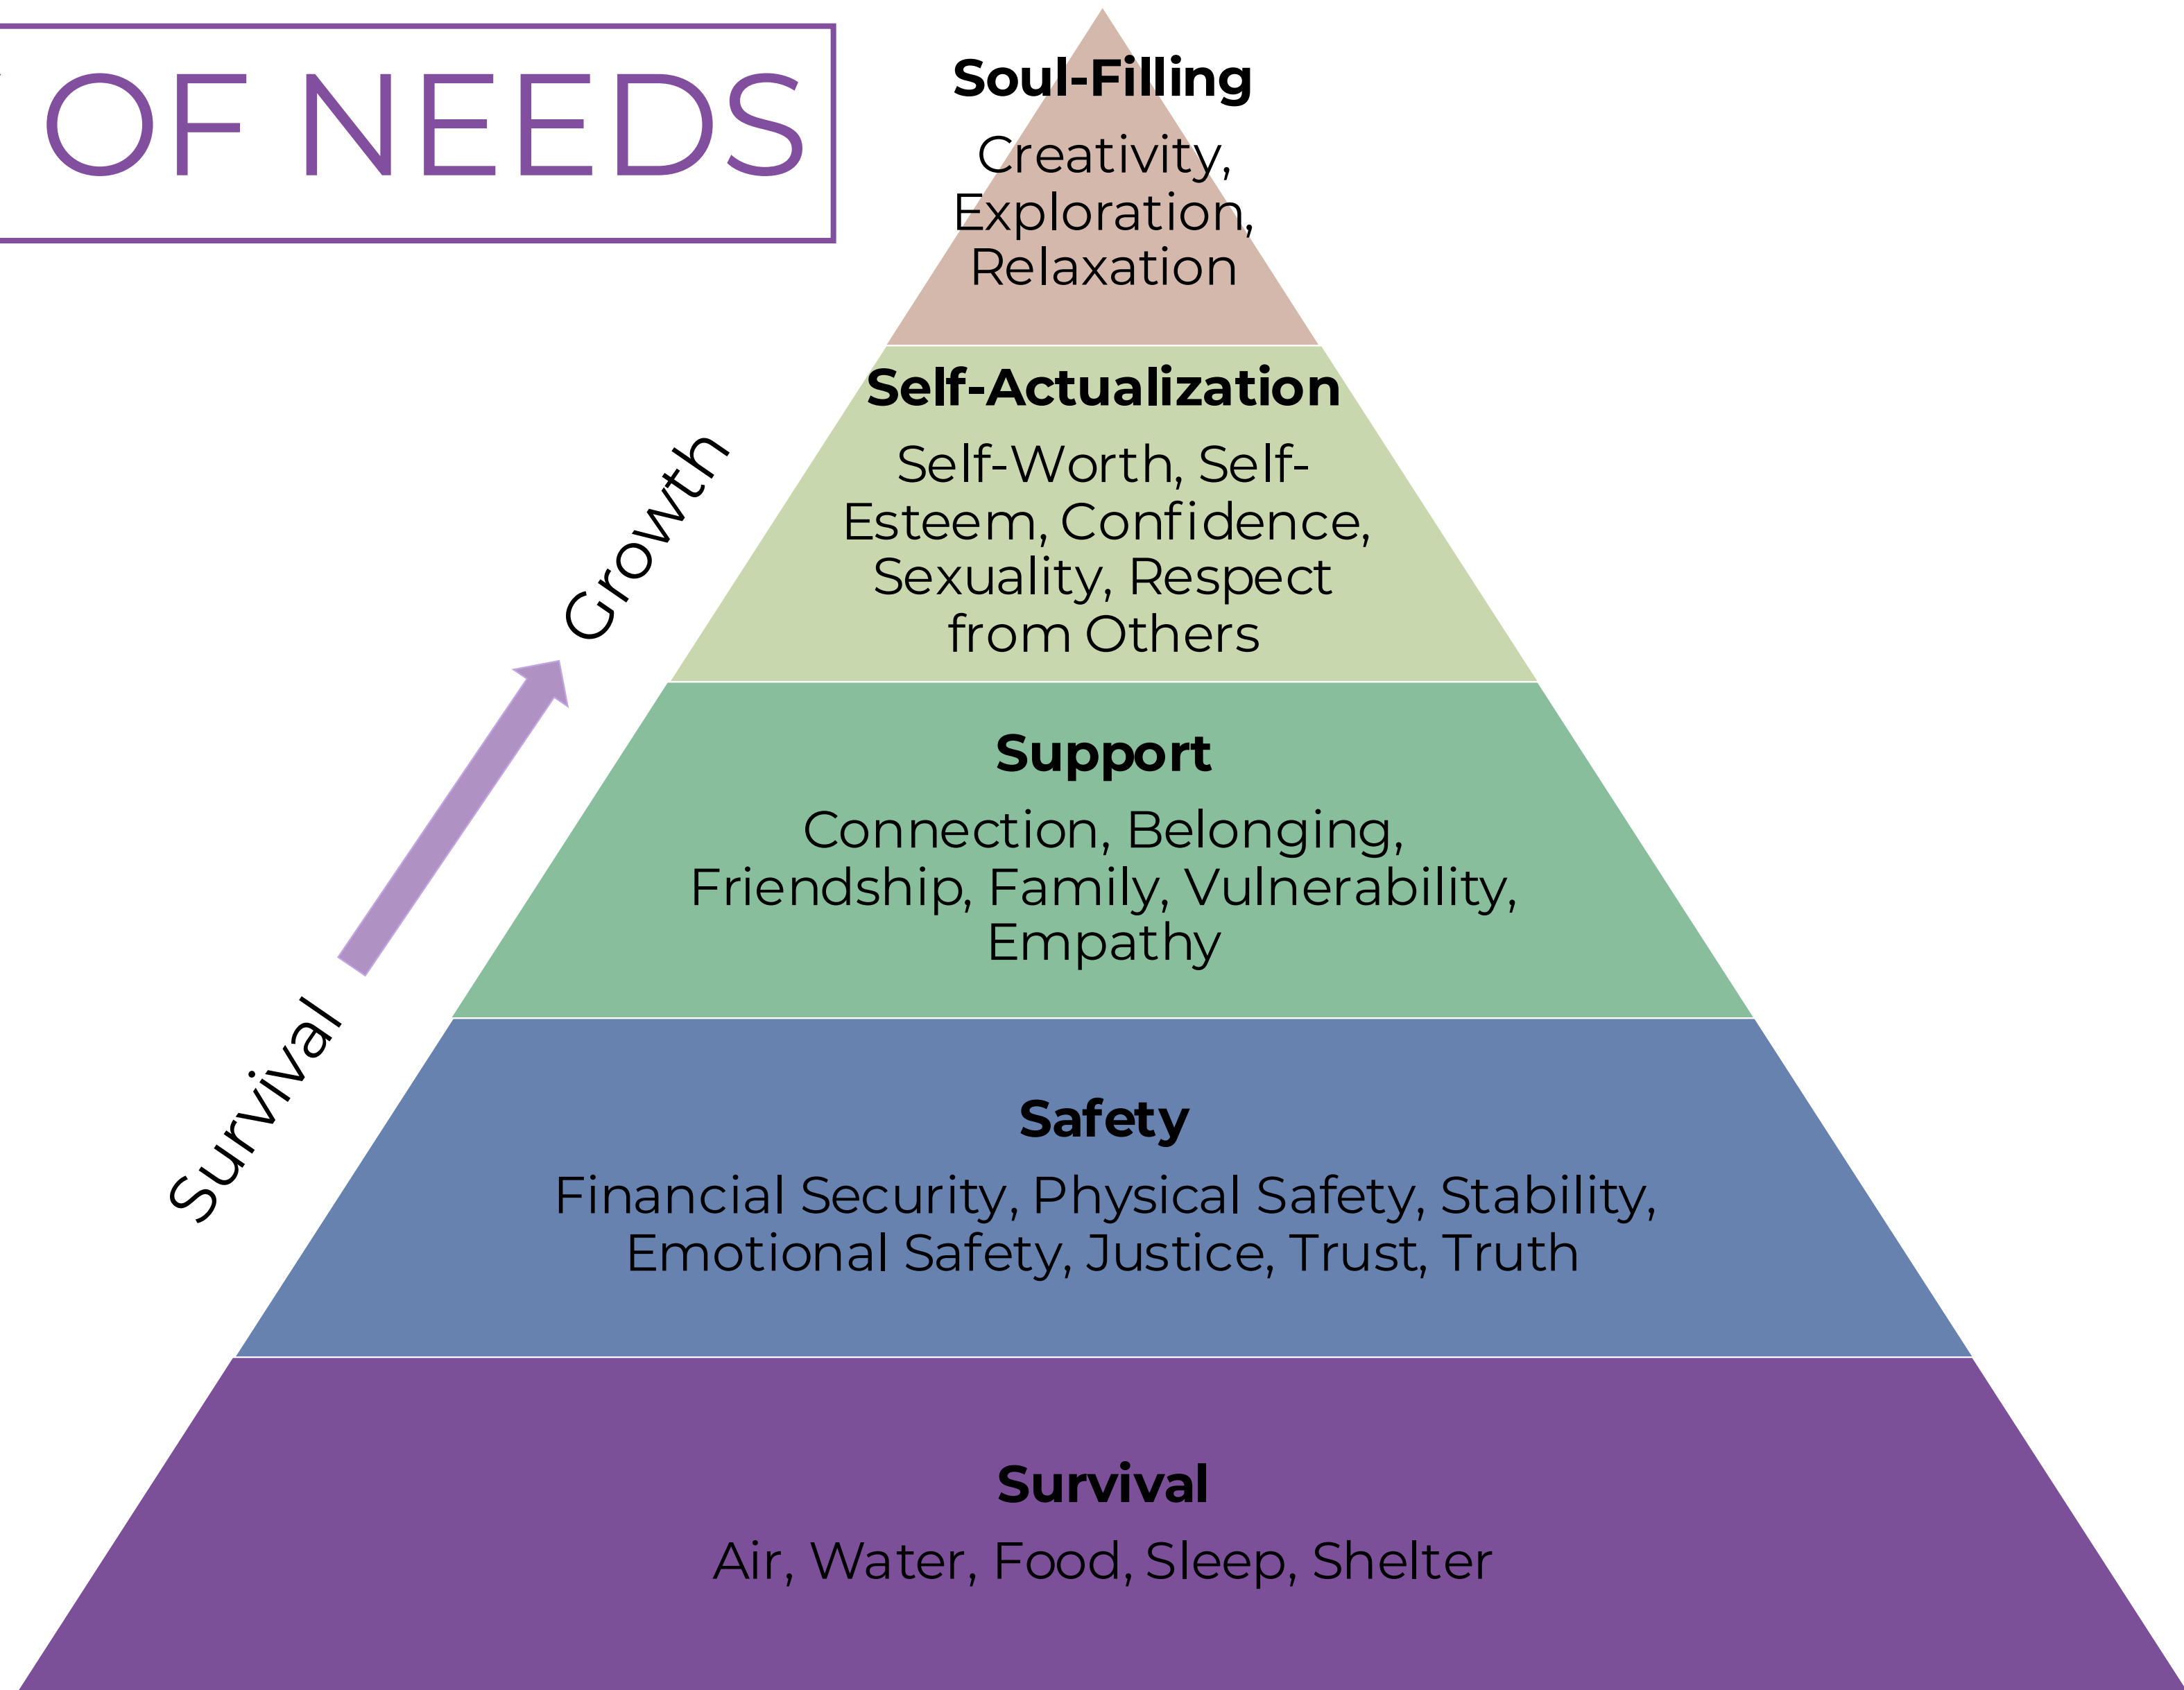 OF NEEDS
Soul-Filling
Creativity,
Exploration,
Relaxation
Self-Actualization
Self-Worth, Self-
Esteem, Confidence,
Sexuality, Respect
from Others
Growth
Support
Connection, Belonging,
Friendship, Family, Vulnerability,
Empathy
Survival
Safety
Financial Security, Physical Safety, Stability,
Emotional Safety, Justice, Trust, Truth
Survival
Air, Water, Food, Sleep, Shelter